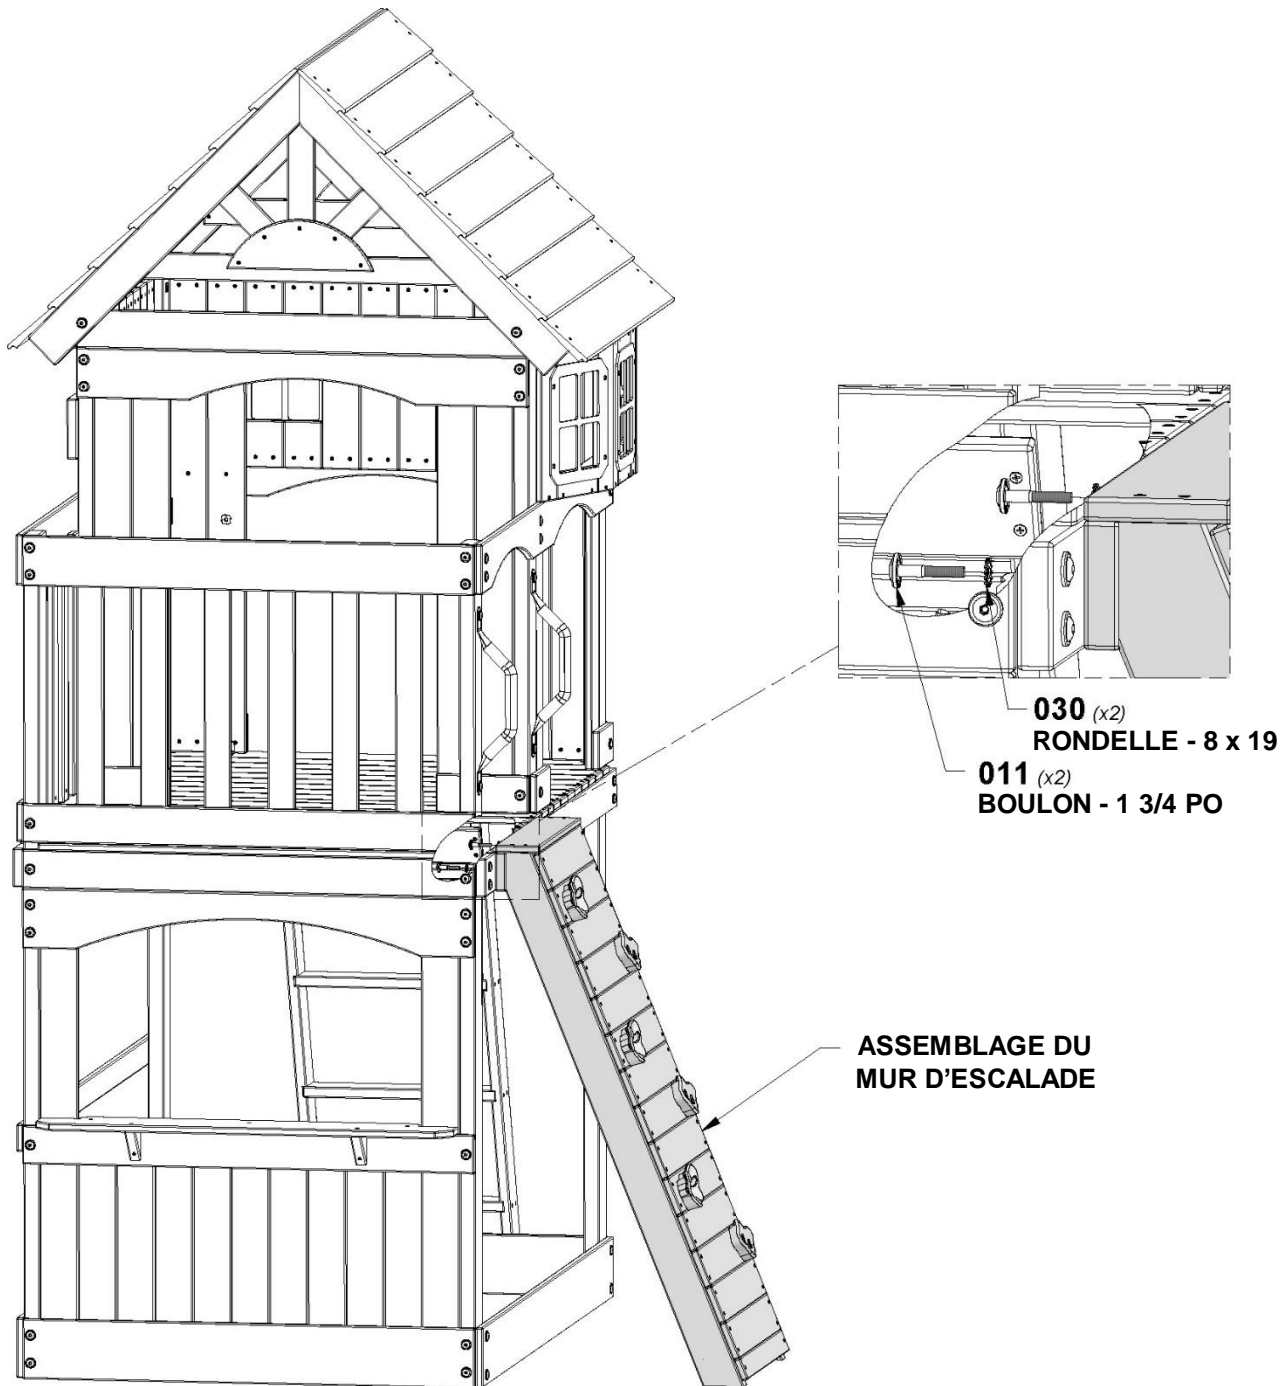 030 (x2)
RONDELLE - 8 x 19
011 (x2)
BOULON - 1 3/4 PO
ASSEMBLAGE DU
MUR D’ESCALADE